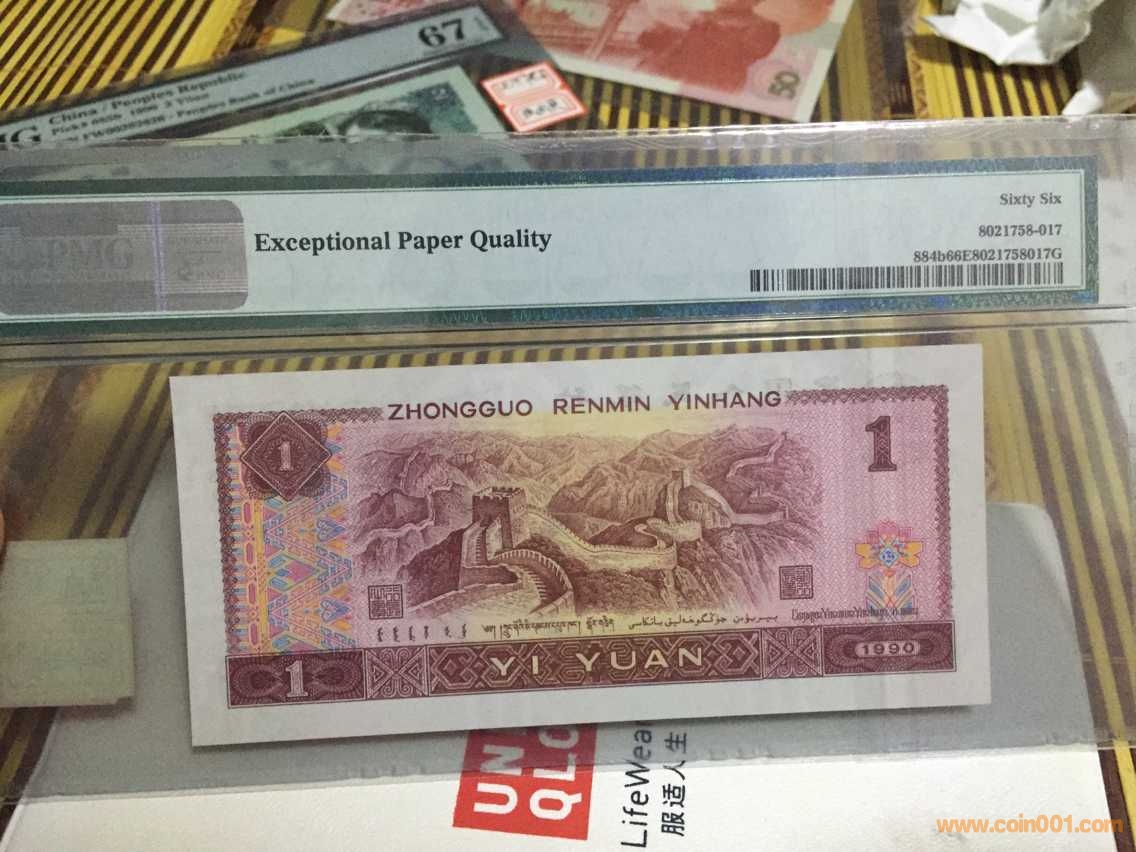 67
China / Peoples Republic
50
Sixty Six
PMG
Exceptional Paper Quality
8021758-017
884b66E8021758017G
ZHONGGUO RENMIN YINHANG
1
1
1
YI YUAN
1990
UNI
QLO
LifeWear
服适人生
www.coin001.com